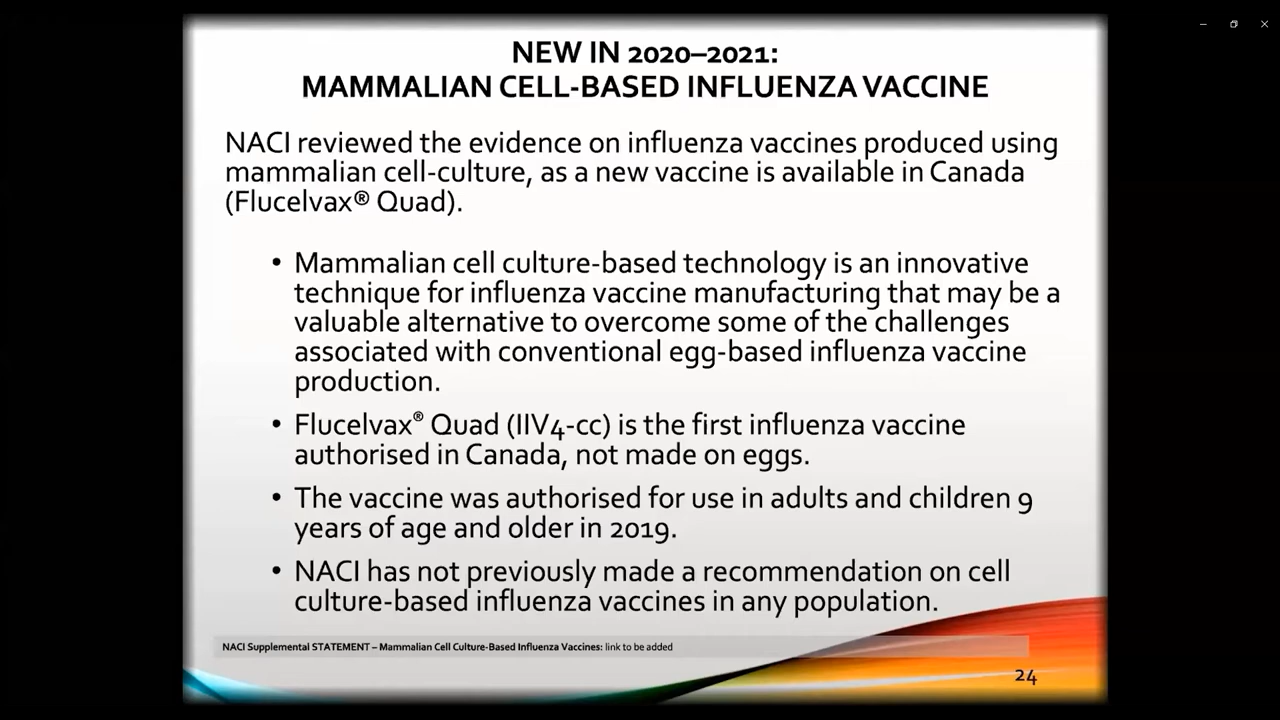 NEW IN 2020–2021:
MAMMALIAN CELL-BASED INFLUENZA VACCINE
NACI reviewed the evidence on influenza vaccines produced using
mammalian cell-culture, as a new vaccine is available in Canada
(Flucelvax® Quad).
• Mammalian cell culture-based technology is an innovative
technique for influenza vaccine manufacturing that may be a
valuable alternative to overcome some of the challenges
associated with conventional egg-based influenza vaccine
production.
• Flucelvax® Quad (IIV4-cc) is the first influenza vaccine
authorised in Canada, not made on eggs.
• The vaccine was authorised for use in adults and children 9
years of age and older in 2019.
• NACI has not previously made a recommendation on cell
culture-based influenza vaccines in any population.
NACI Supplemental STATEMENT – Mammalian Cell Culture-Based Influenza Vaccines: link to be added
24